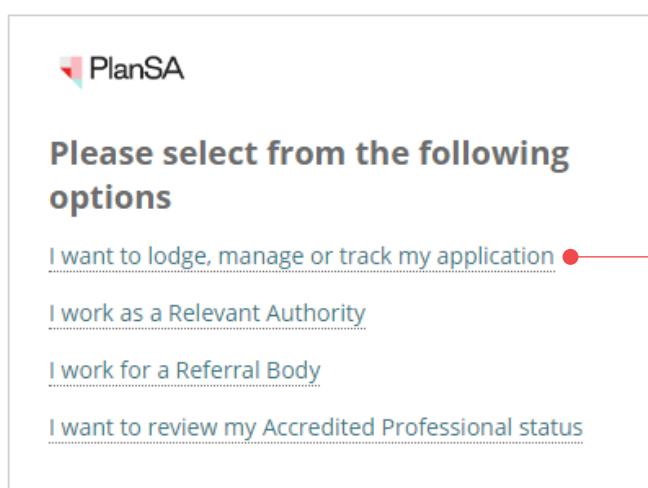 PlanSA
Please select from the following
options
I want to lodge, manage or track my application
I work as a Relevant Authority
I work for a Referral Body
I want to review my Accredited Professional status